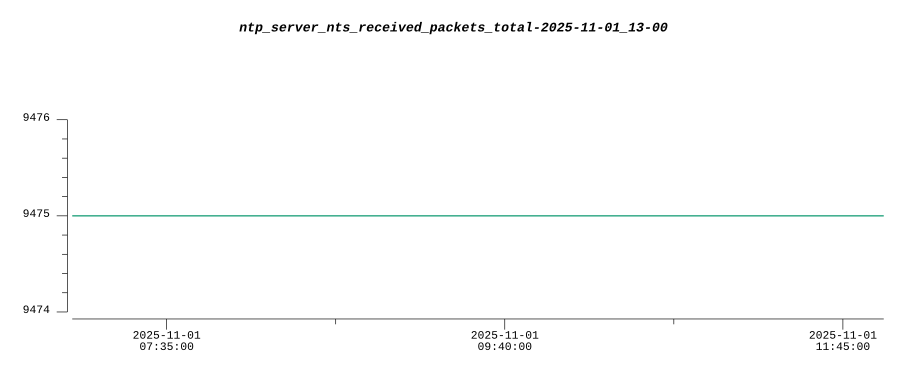 ntp_server_nts_received_packets_total-2025-11-01_13-00
9476
9475
9474
2025-11-01 2025-11-01 2025-11-01
07:35:00 09:40:00 11:45:00